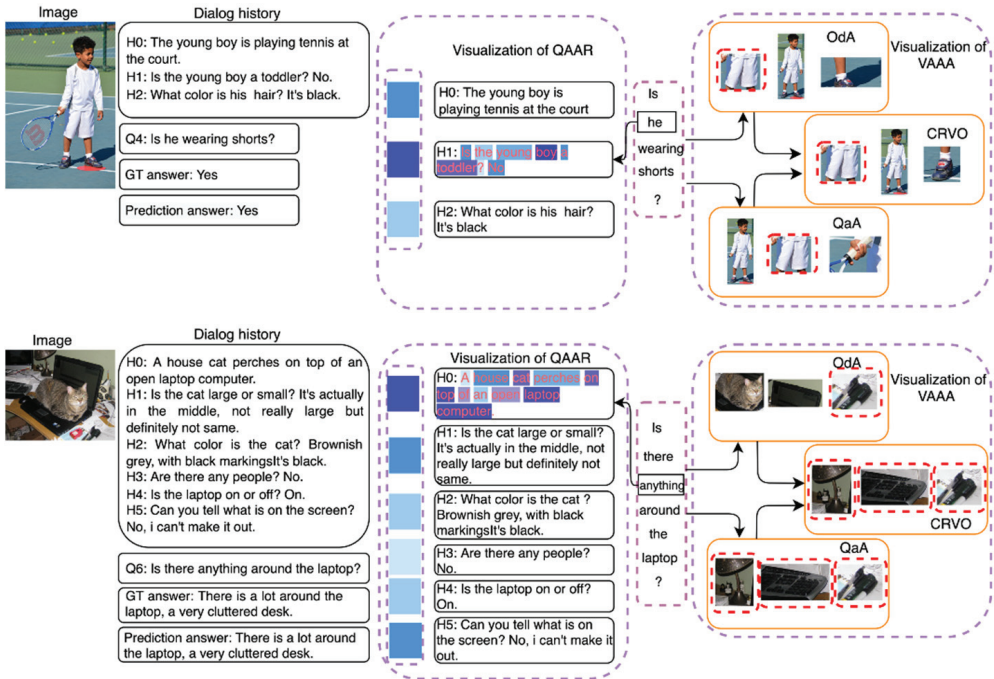 Image
Dialog history
H0: The young boy is playing tennis at
the court.
H1: Is the young boy a toddler? No.
H2: What color is his hair? It's black.
Q4: Is he wearing shorts?
GT answer: Yes
Prediction answer: Yes
Visualization of QAAR
H0: The young boy is
playing tennis at the court
H1: Is the young boy a
toddler? No
H2: What color is his hair?
It's black
Is
he
wearing
shorts
?
OdA
Visualization of
VAAA
CRVO
QaA
Image
Dialog history
H0: A house cat perches on top of an
open laptop computer.
H1: Is the cat large or small? It's actually
in the middle, not really large but
definitely not same.
H2: What color is the cat? Brownish
grey, with black markingsIt's black.
H3: Are there any people? No.
H4: Is the laptop on or off? On.
H5: Can you tell what is on the screen?
No, i can't make it out.
Q6: Is there anything around the laptop?
GT answer: There is a lot around the
laptop, a very cluttered desk.
Prediction answer: There is a lot around
the laptop, a very cluttered desk.
Visualization of QAAR
H0: A house cat perches on
top of an open laptop
computer.
H1: Is the cat large or small?
It's actually in the middle, not
really large but definitely not
same.
H2: What color is the cat ?
Brownish grey, with black
markingsIt's black.
H3: Are there any people?
No.
H4: Is the laptop on or off?
On.
H5: Can you tell what is on
the screen? No, i can't make it
out.
Is
there
anything
around
the
laptop
?
QdA
Visualization of
VAAA
CRVO
QaA